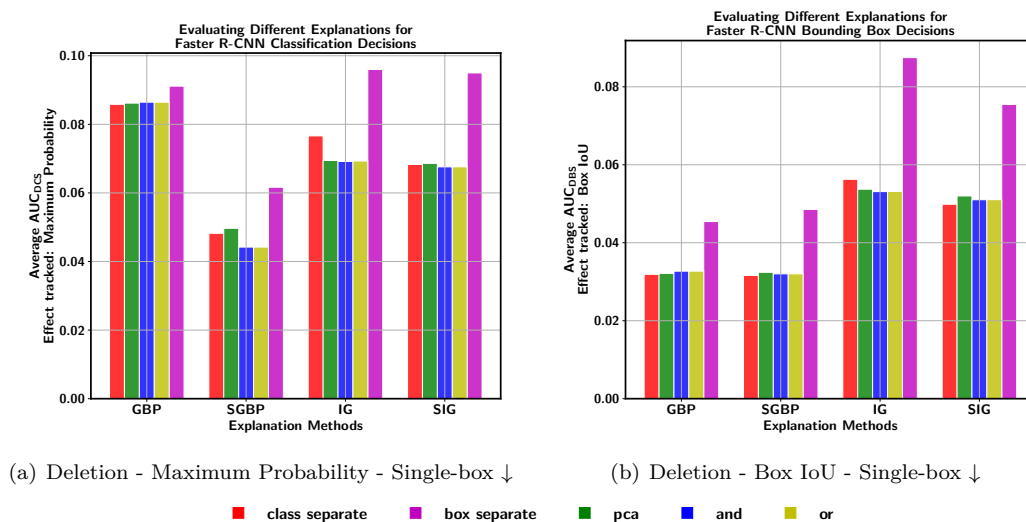 Evaluating Different Explanations for
Faster R-CNN Classification Decisions
Average AUC_DCS
Effect tracked: Maximum Probability
0.10
0.08
0.06
0.04
0.02
0.00
GBP SGBP IG SIG
Explanation Methods
(a) Deletion - Maximum Probability - Single-box ↓
Evaluating Different Explanations for
Faster R-CNN Bounding Box Decisions
Average AUC_DBS
Effect tracked: Box IoU
0.08
0.06
0.04
0.02
0.00
GBP SGBP IG SIG
Explanation Methods
(b) Deletion - Box IoU - Single-box ↓
class separate box separate pca and or